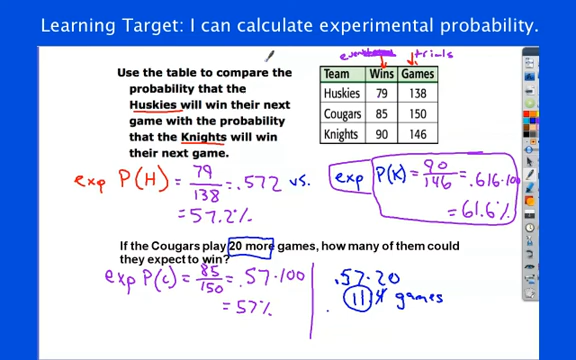 Learning Target: I can calculate experimental probability.
trials
Use the table to compare the
probability that the
Huskies will win their next
game with the probability
that the Knights will win
their next game.
Team Wins Games
Huskies 79 138
Cougars 85 150
Knights 90 146
exp P(H) = 79/138 = .572 vs.
= 57.2%
exp P(K) = 90/146 = .616·100
= 61.6%
If the Cougars play 20 more games, how many of them could
they expect to win?
exp P(C) = 85/150 = .57·100
= 57%
.57·20
11.4 games